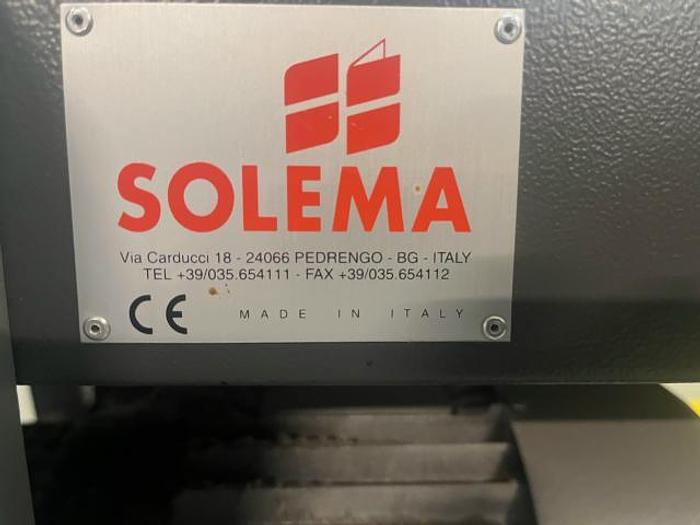 SOLEMA
Via Carducci 18 - 24066 PEDRENGO - BG - ITALY
TEL +39/035.654111 - FAX +39/035.654112
CE MADE IN ITALY